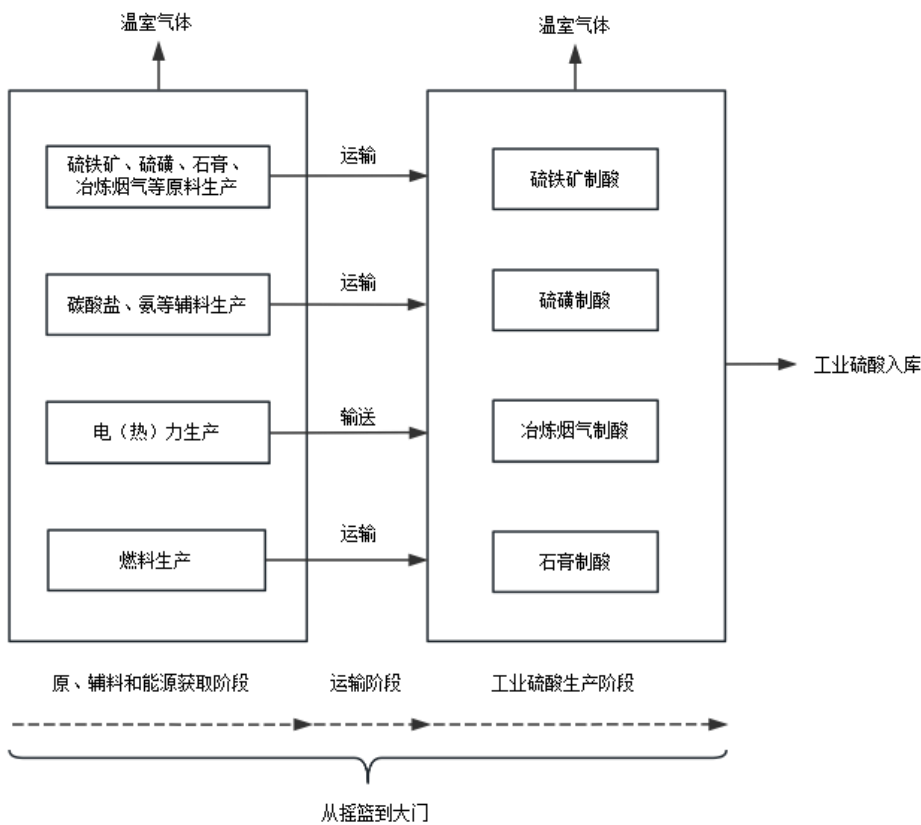 温室气体
温室气体
硫铁矿、硫磺、石膏、
冶炼烟气等原料生产
运输
硫铁矿制酸
碳酸盐、氨等辅料生产
运输
硫磺制酸
工业硫酸入库
电（热）力生产
输送
冶炼烟气制酸
燃料生产
运输
石膏制酸
原、辅料和能源获取阶段
运输阶段
工业硫酸生产阶段
从摇篮到大门